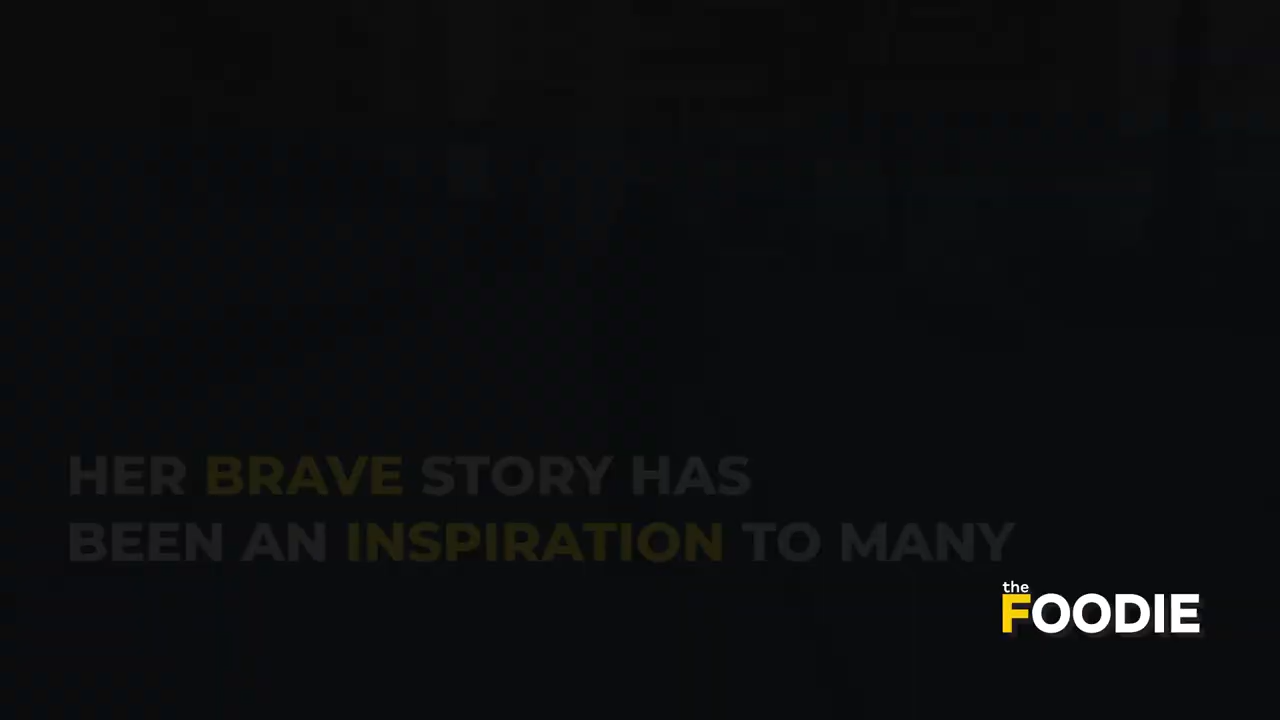 HER BRAVE STORY HAS
BEEN AN INSPIRATION TO MANY
the
FOODIE